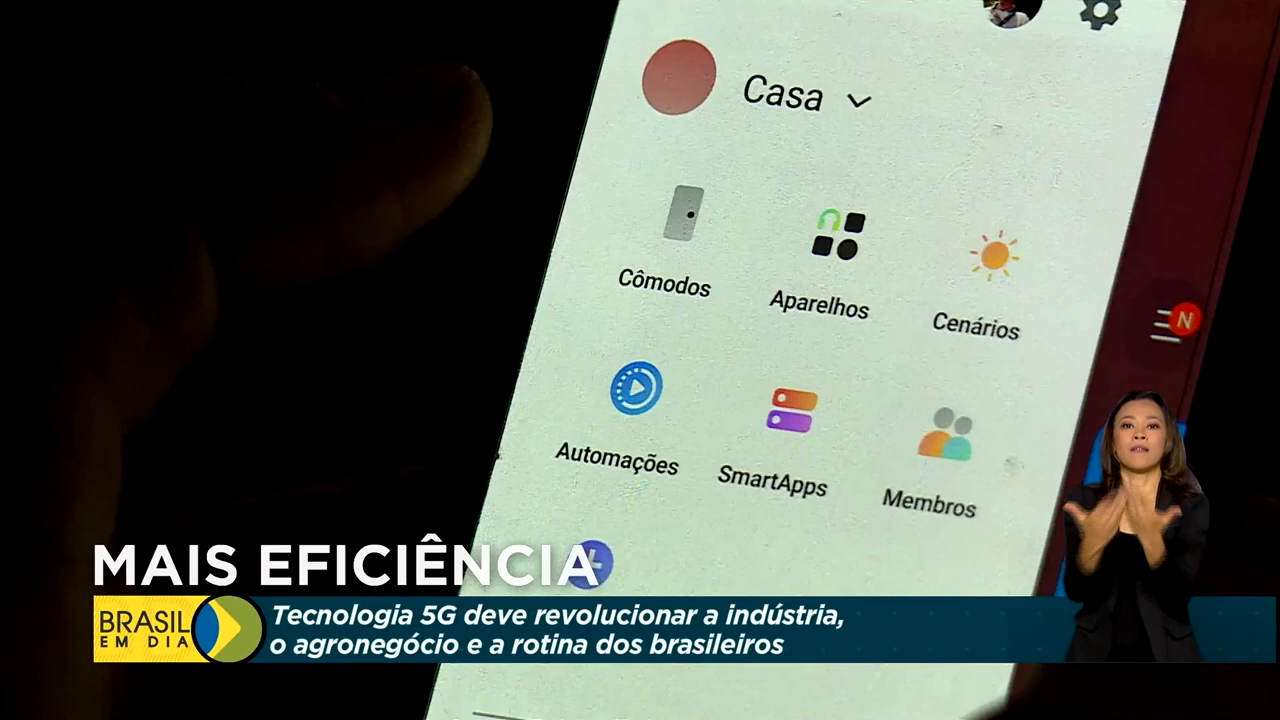 Casa
Cômodos
Aparelhos
Cenários
N
Automações
SmartApps
Membros
MAIS EFICIÊNCIA
BRASIL
EM DIA
Tecnologia 5G deve revolucionar a indústria,
o agronegócio e a rotina dos brasileiros